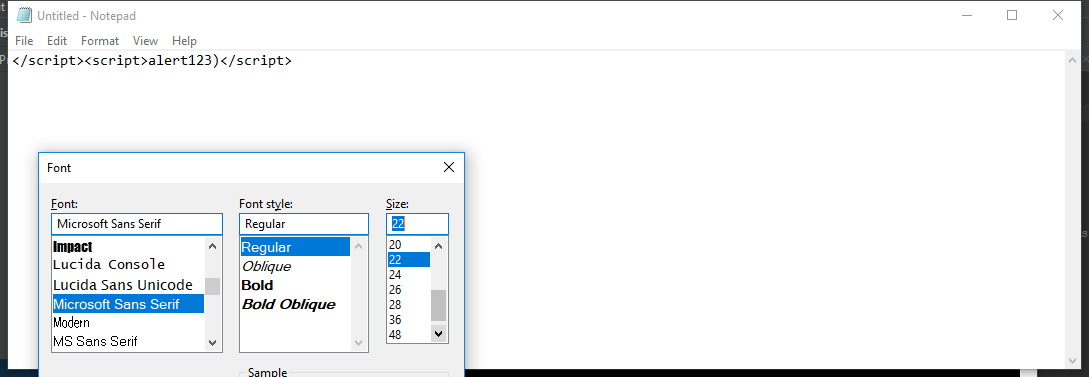 Untitled - Notepad
File Edit Format View Help
</script><script>alert123)</script>
Font
Font: Font style: Size:
Microsoft Sans Serif Regular 22
Impact Regular 20
Lucida Console Oblique 22
Lucida Sans Unicode Bold 24
Microsoft Sans Serif Bold Oblique 26
Modern 28
MS Sans Serif 36
48
Sample